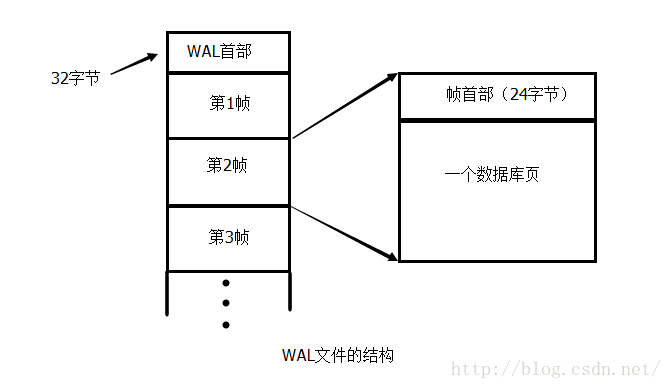 WAL首部
32字节
第1帧
第2帧
第3帧
帧首部（24字节）
一个数据库页
WAL文件的结构
http://blog.csdn.net/